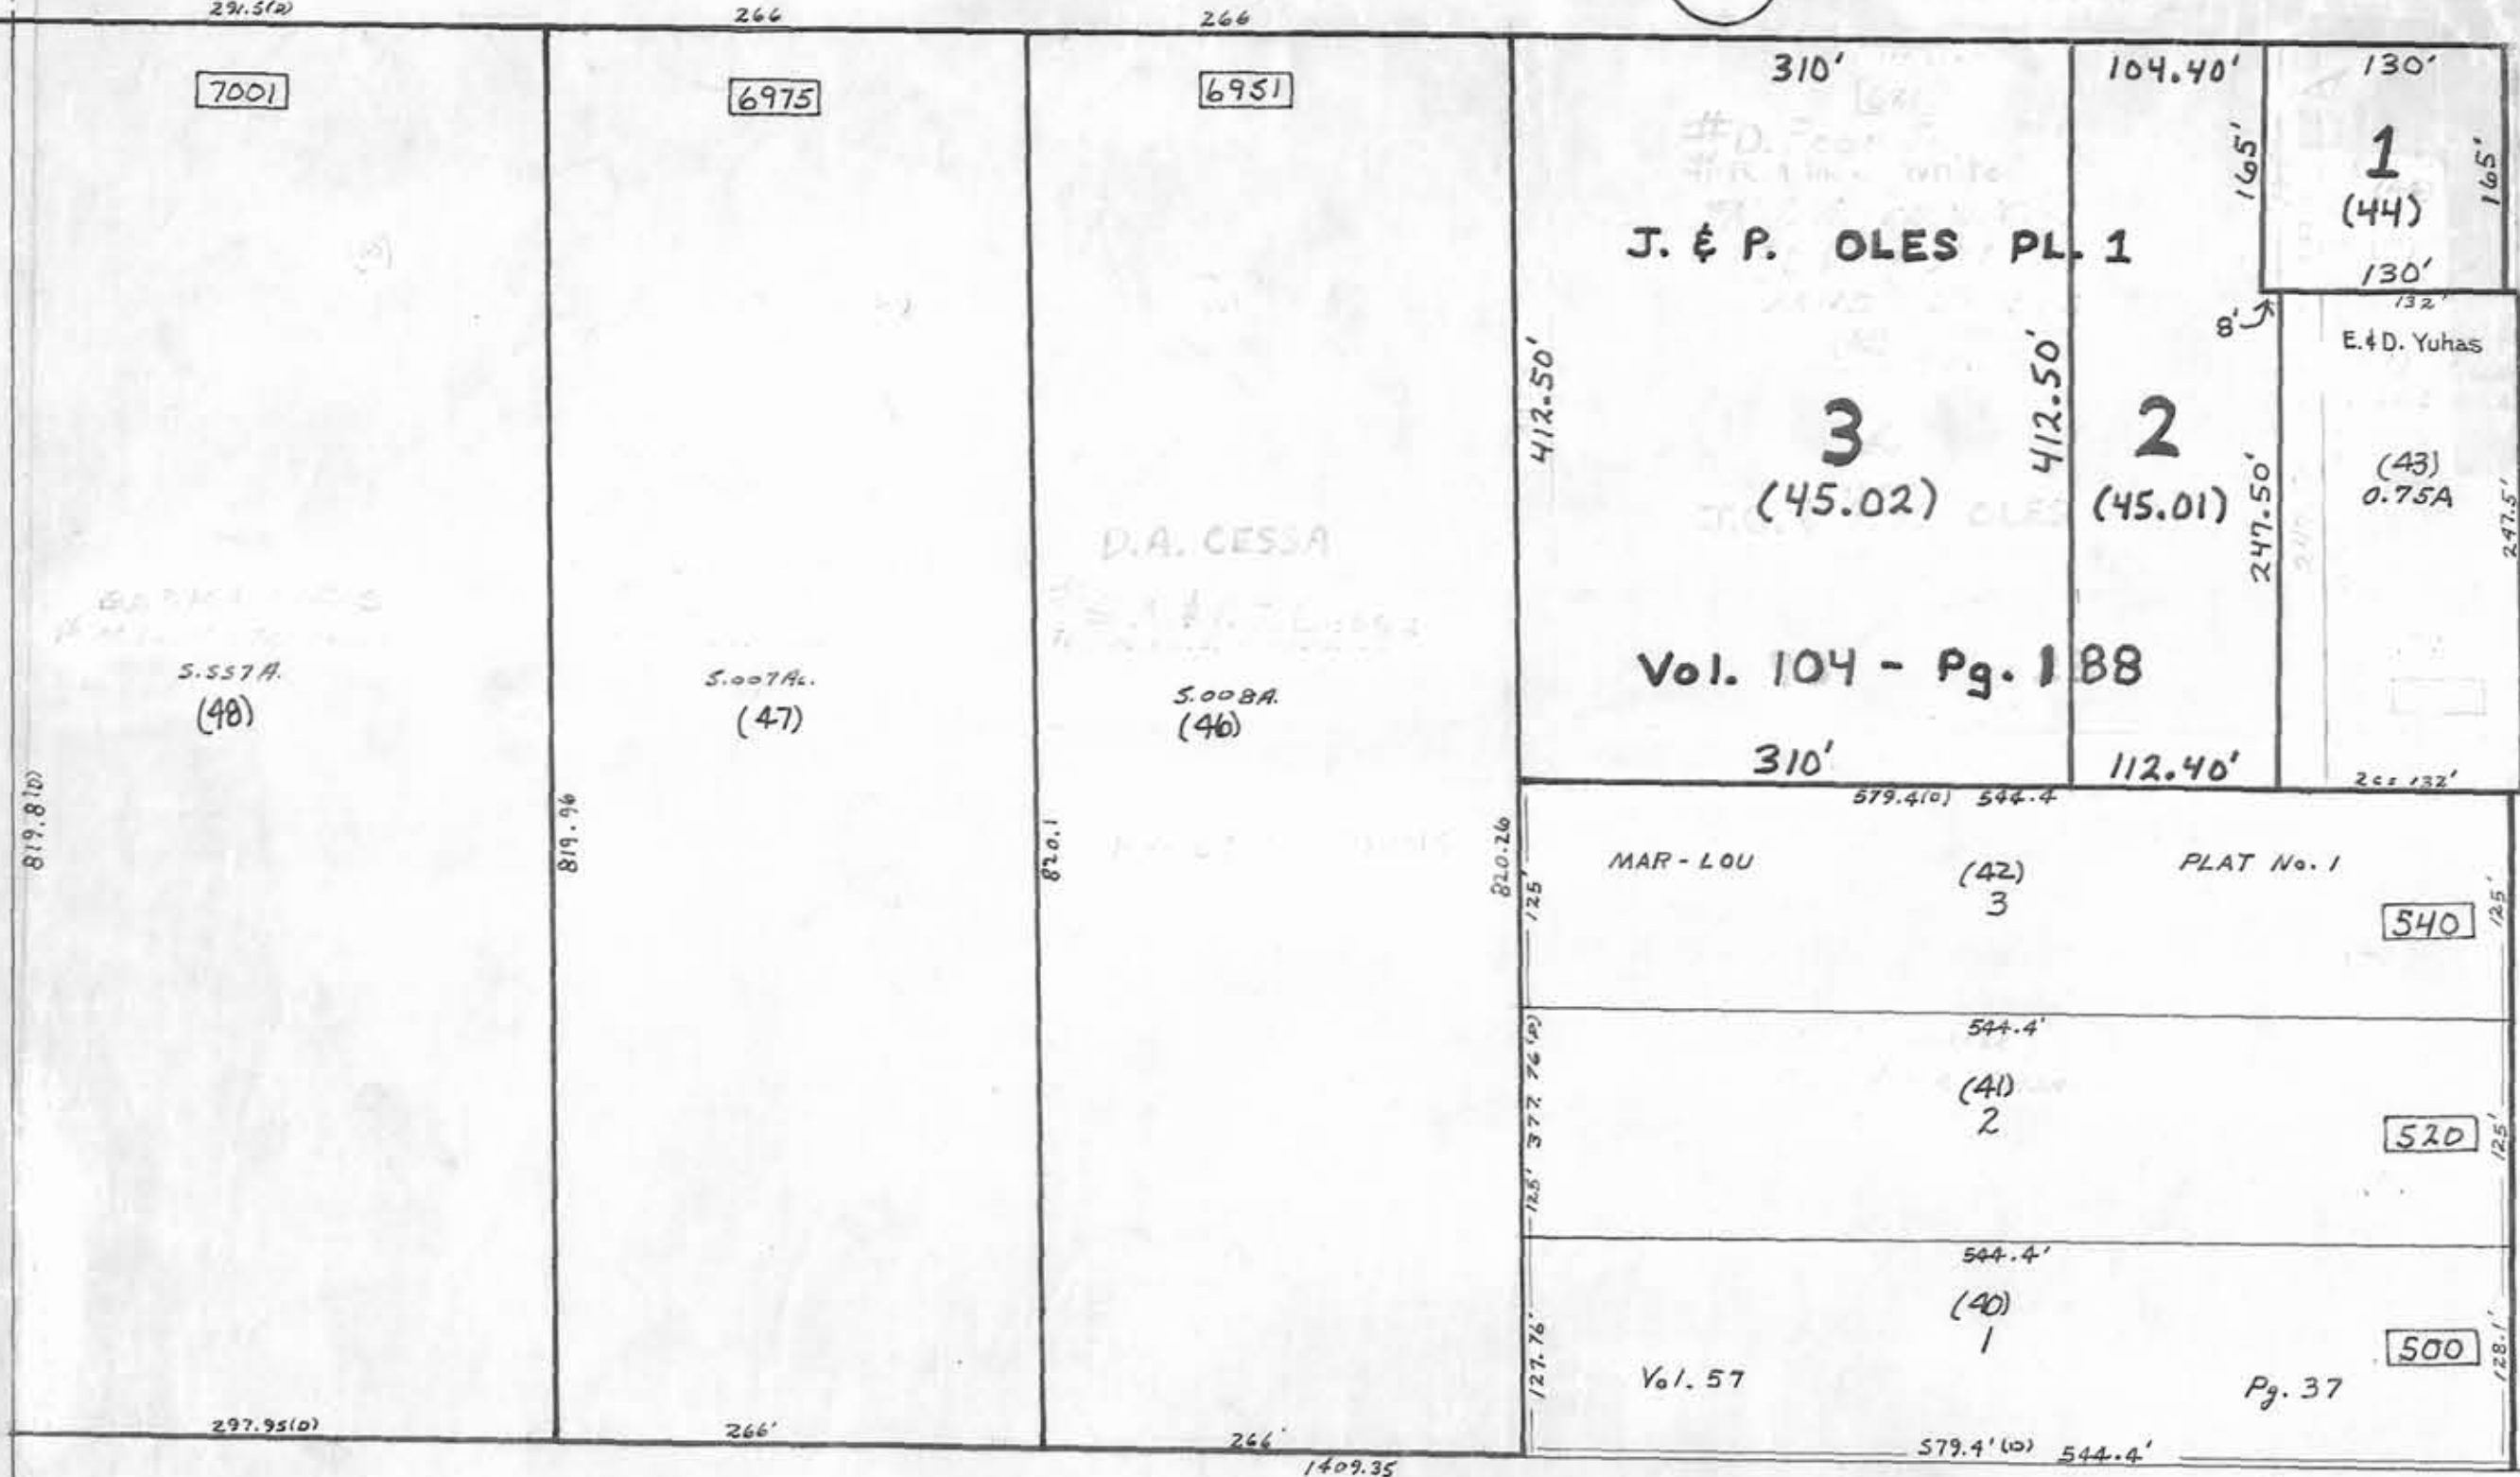 291.5(D)
266
266
7001
6975
6951
310'
104.40'
130'
165'
1
(44)
165'
130'
J. & P. OLES PL. 1
8'
132'
E.&D. Yuhas
412.50'
412.50'
3
(45.02)
2
(45.01)
247.50'
(43)
0.75A
247.5'
D.A. CESSA
OLES
5.557A.
(48)
5.007Ac.
(47)
5.008A.
(46)
Vol. 104 - Pg. 188
310'
112.40'
132'
819.8(D)
819.96
820.1
820.26
579.4(D) 544.4
MAR-LOU
(42)
3
PLAT No. 1
540
125'
125'
544.4'
377.76(D)
(41)
2
520
125'
125'
544.4'
(40)
1
500
127.76'
128.1'
Vol. 57
Pg. 37
297.95(D)
266'
266'
579.4'(D) 544.4'
1409.35